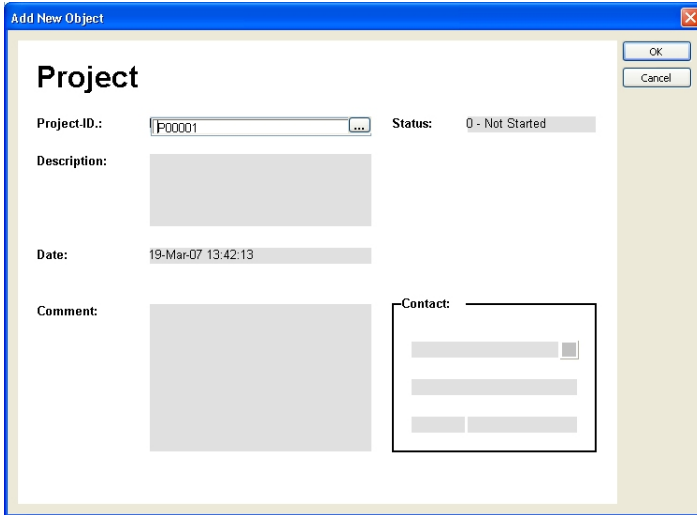 Add New Object
OK
Cancel
Project
Project-ID.: P00001 ... Status: 0 - Not Started
Description:
Date: 19-Mar-07 13:42:13
Comment:
Contact: